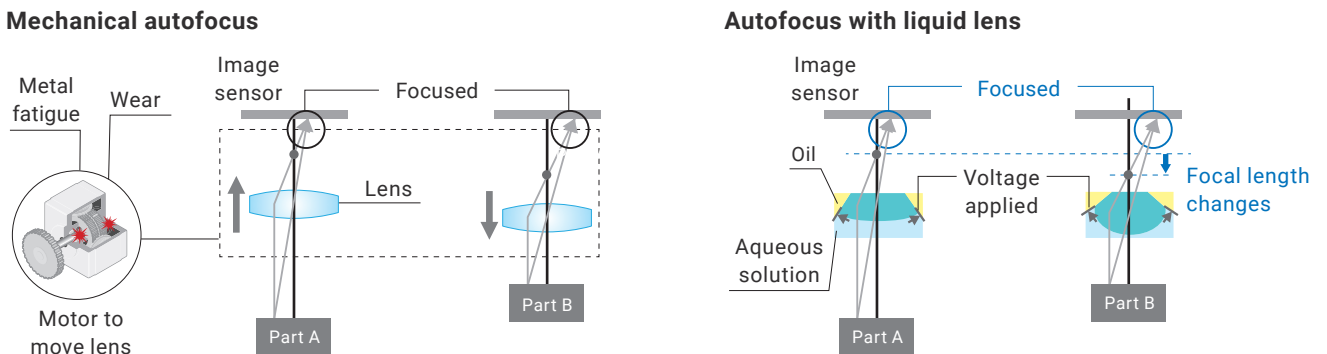 Mechanical autofocus
Metal
fatigue
Wear
Image
sensor
Focused
Lens
Motor to
move lens
Part A
Part B
Autofocus with liquid lens
Image
sensor
Focused
Oil
Voltage
applied
Focal length
changes
Aqueous
solution
Part A
Part B